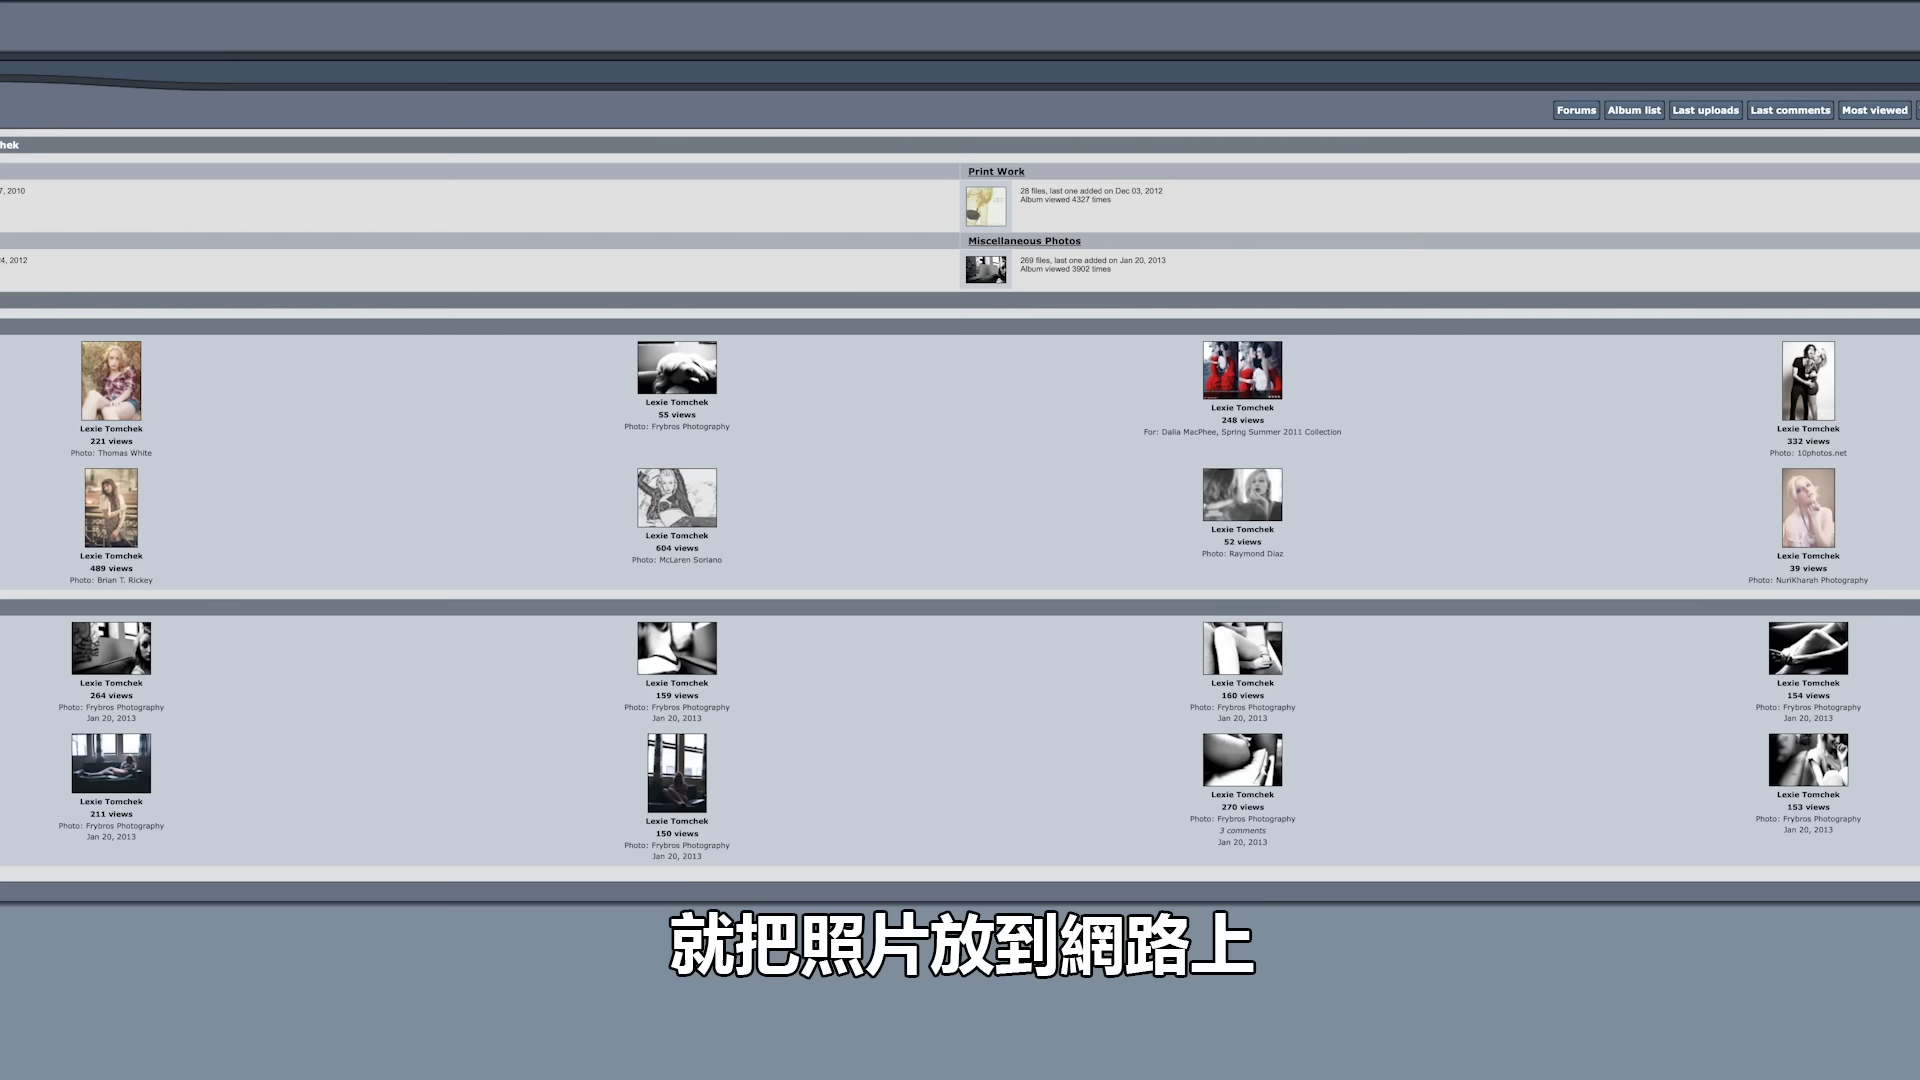 Forums Album list Last uploads Last comments Most viewed
hek
Print Work
7, 2010
28 files, last one added on Dec 03, 2012
Album viewed 4327 times
Miscellaneous Photos
24, 2012
269 files, last one added on Jan 20, 2013
Album viewed 3902 times
Lexie Tomchek
221 views
Photo: Thomas White
Lexie Tomchek
55 views
Photo: Frybros Photography
Lexie Tomchek
248 views
For: Dalia MacPhee, Spring Summer 2011 Collection
Lexie Tomchek
332 views
Photo: 10photos.net
Lexie Tomchek
489 views
Photo: Brian T. Rickey
Lexie Tomchek
604 views
Photo: McLaren Soriano
Lexie Tomchek
52 views
Photo: Raymond Diaz
Lexie Tomchek
39 views
Photo: NuriKharah Photography
Lexie Tomchek
264 views
Photo: Frybros Photography
Jan 20, 2013
Lexie Tomchek
159 views
Photo: Frybros Photography
Jan 20, 2013
Lexie Tomchek
160 views
Photo: Frybros Photography
Jan 20, 2013
Lexie Tomchek
154 views
Photo: Frybros Photography
Jan 20, 2013
Lexie Tomchek
211 views
Photo: Frybros Photography
Jan 20, 2013
Lexie Tomchek
150 views
Photo: Frybros Photography
Jan 20, 2013
Lexie Tomchek
270 views
Photo: Frybros Photography
3 comments
Jan 20, 2013
Lexie Tomchek
153 views
Photo: Frybros Photography
Jan 20, 2013
就把照片放到網路上